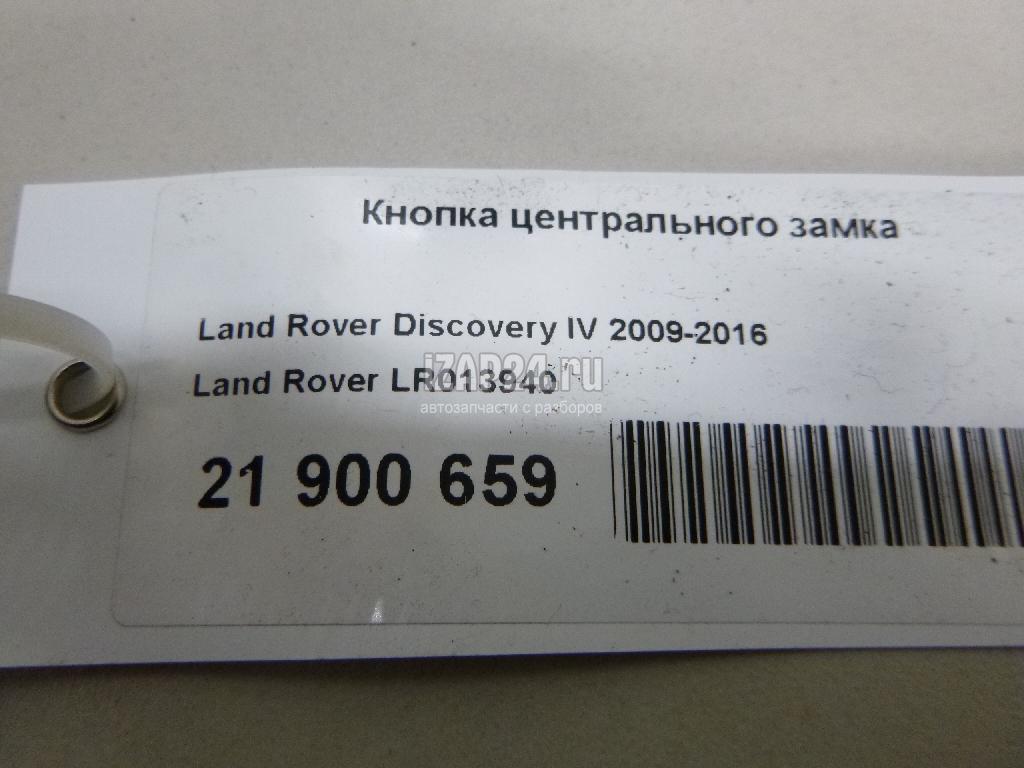 Кнопка центрального замка
Land Rover Discovery IV 2009-2016
iZAP24.ru
Land Rover LR013940
автозапчасти с разборов
21 900 659